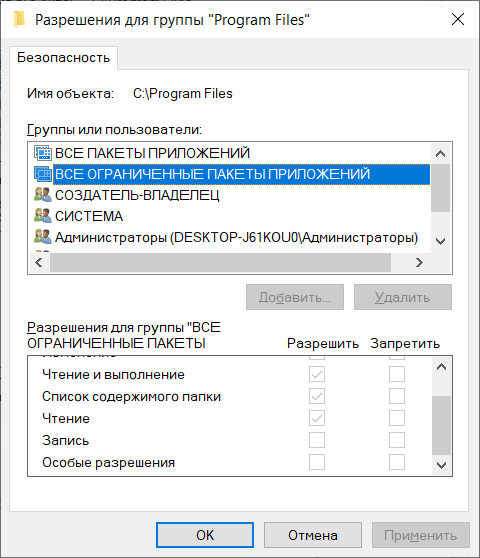 Разрешения для группы "Program Files"
Безопасность
Имя объекта: C:\Program Files
Группы или пользователи:
ВСЕ ПАКЕТЫ ПРИЛОЖЕНИЙ
ВСЕ ОГРАНИЧЕННЫЕ ПАКЕТЫ ПРИЛОЖЕНИЙ
СОЗДАТЕЛЬ-ВЛАДЕЛЕЦ
СИСТЕМА
Администраторы (DESKTOP-J61KOU0\Администраторы)
Добавить... Удалить
Разрешения для группы "ВСЕ
ОГРАНИЧЕННЫЕ ПАКЕТЫ Разрешить Запретить
Чтение и выполнение
Список содержимого папки
Чтение
Запись
Особые разрешения
ОК Отмена Применить